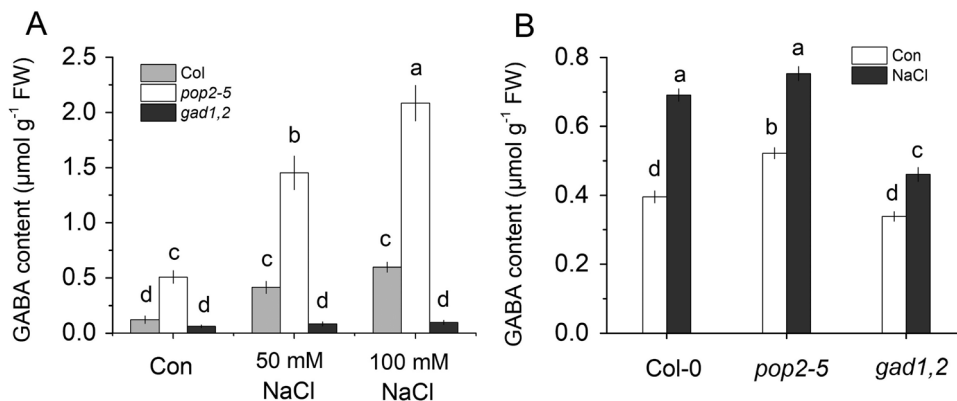 A
GABA content (µmol g⁻¹ FW)
2.5
2.0
1.5
1.0
0.5
0.0
Col
pop2-5
gad1,2
d
c
d
c
b
d
c
a
d
Con
50 mM
NaCl
100 mM
NaCl
B
GABA content (µmol g⁻¹ FW)
0.8
0.6
0.4
0.2
0.0
Con
NaCl
d
a
b
a
d
c
Col-0
pop2-5
gad1,2